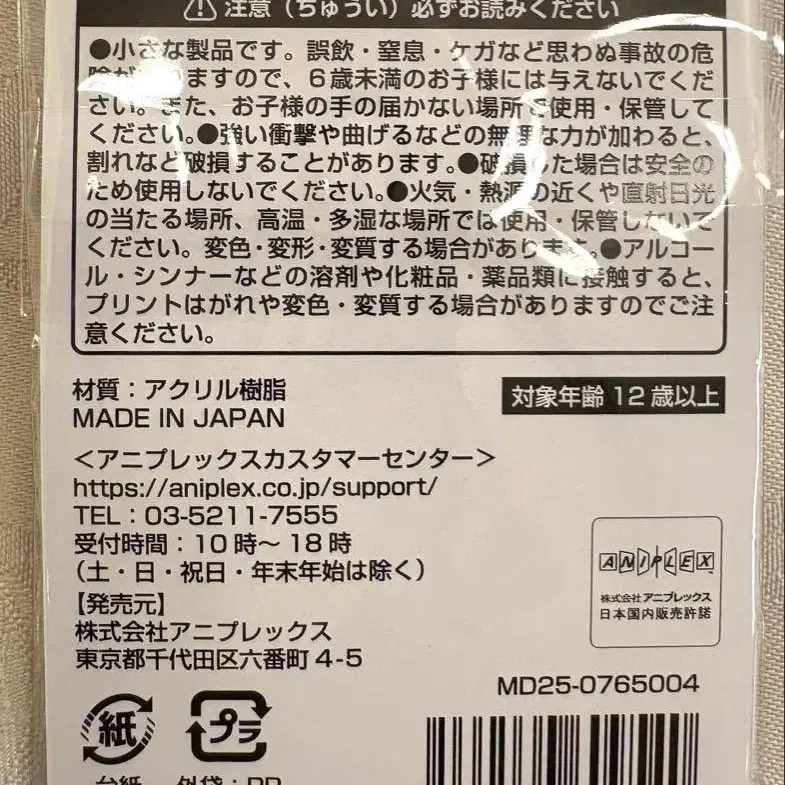 注意（ちゅうい）必ずお読みください
●小さな製品です。誤飲・窒息・ケガなど思わぬ事故の危
険がありますので、6歳未満のお子様には与えないでくだ
さい。また、お子様の手の届かない場所で使用・保管して
ください。●強い衝撃や曲げるなどの無理な力が加わると、
割れなど破損することがあります。●破損した場合は安全の
ため使用しないでください。●火気・熱源の近くや直射日光
の当たる場所、高温・多湿な場所では使用・保管しないで
ください。変色・変形・変質する場合があります。●アルコー
ル・シンナーなどの溶剤や化粧品・薬品類に接触すると、
プリントはがれや変色・変質する場合がありますのでご注
意ください。
材質：アクリル樹脂
MADE IN JAPAN
対象年齢 12 歳以上
＜アニプレックスカスタマーセンター＞
https://aniplex.co.jp/support/
TEL：03-5211-7555
受付時間：10時〜18時
（土・日・祝日・年末年始は除く）
【発売元】
株式会社アニプレックス
東京都千代田区六番町 4-5
ANIPLEX
株式会社アニプレックス
日本国内販売許諾
MD25-0765004
紙
プラ
台紙 外袋：PP